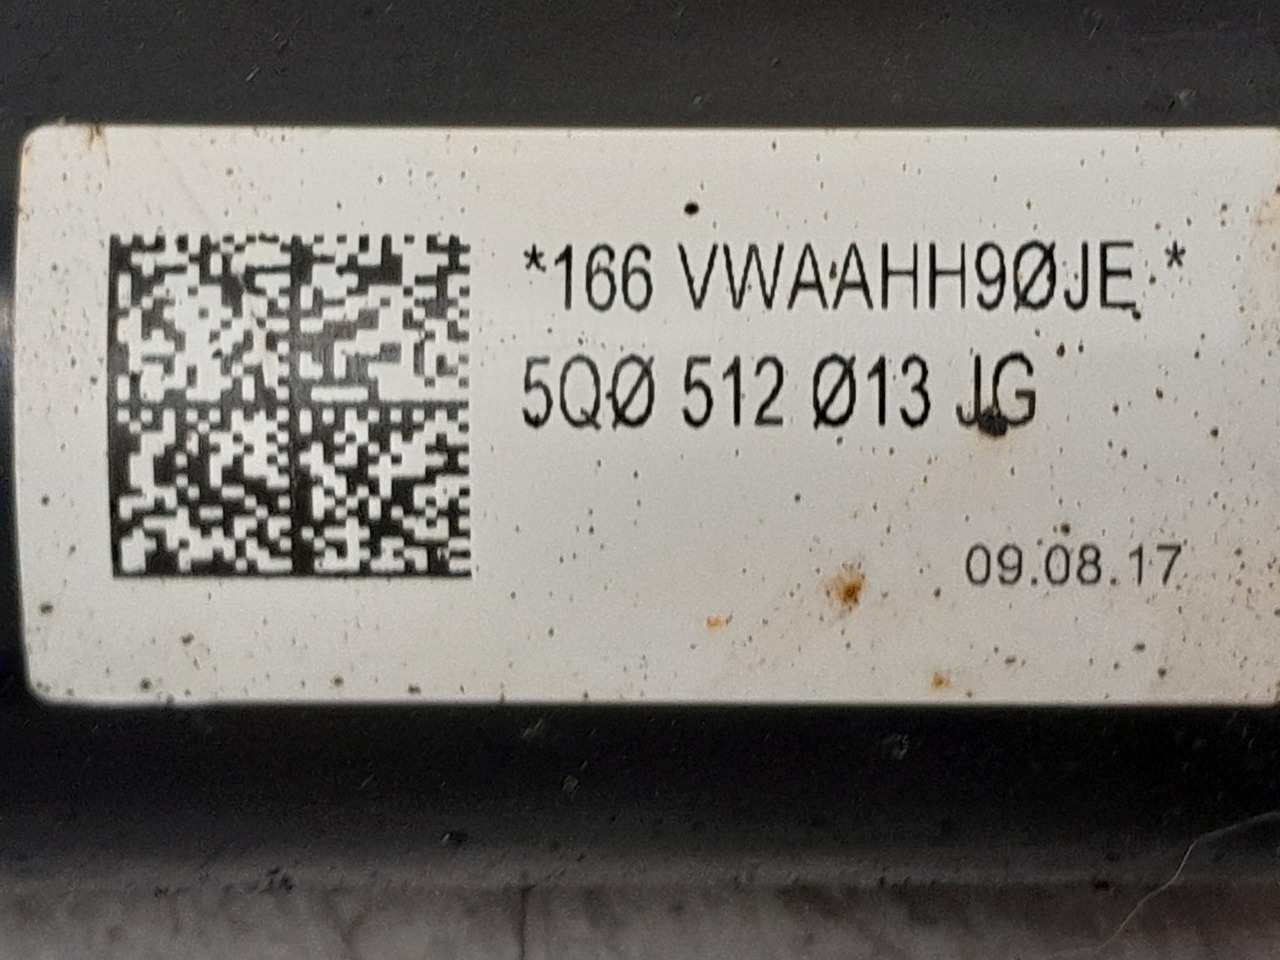 *166 VWAAHH9ØJE *
5QØ 512 Ø13 JG
09.08.17